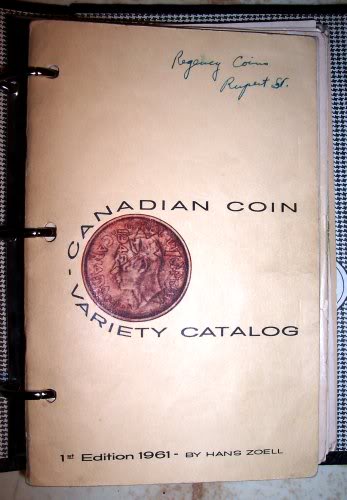 Regency Coins
Rupert St.
CANADIAN COIN
- VARIETY CATALOG
1st Edition 1961 - BY HANS ZOELL